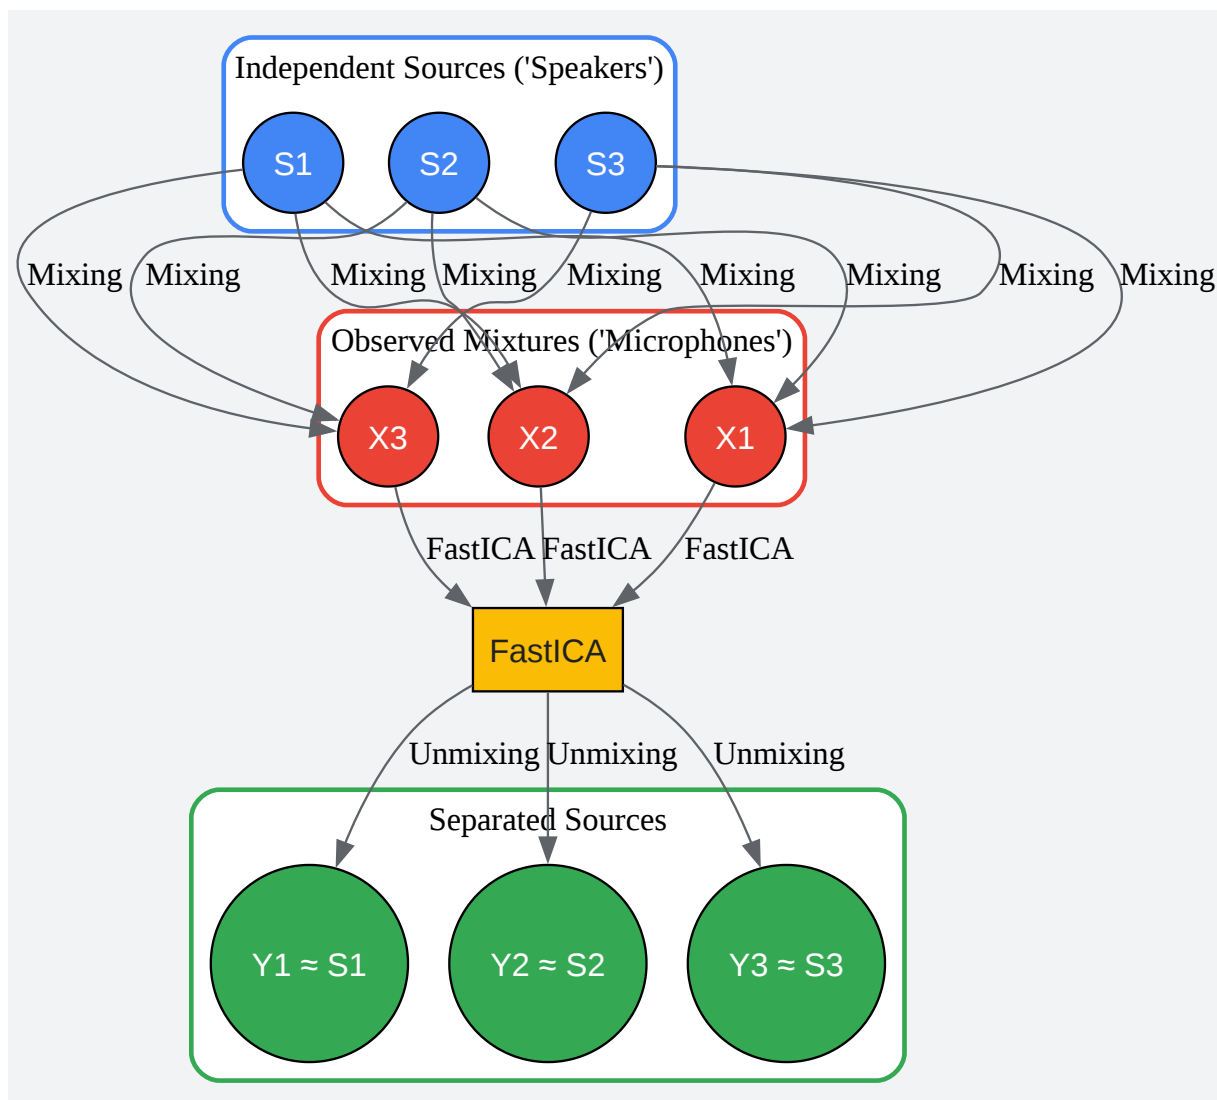 Independent Sources ('Speakers')
S1
S2
S3
Mixing
Mixing
Mixing
Mixing
Mixing
Mixing
Mixing
Mixing
Mixing
Observed Mixtures ('Microphones')
X3
X2
X1
FastICA
FastICA
FastICA
FastICA
Unmixing
Unmixing
Unmixing
Separated Sources
Y1 ≈ S1
Y2 ≈ S2
Y3 ≈ S3